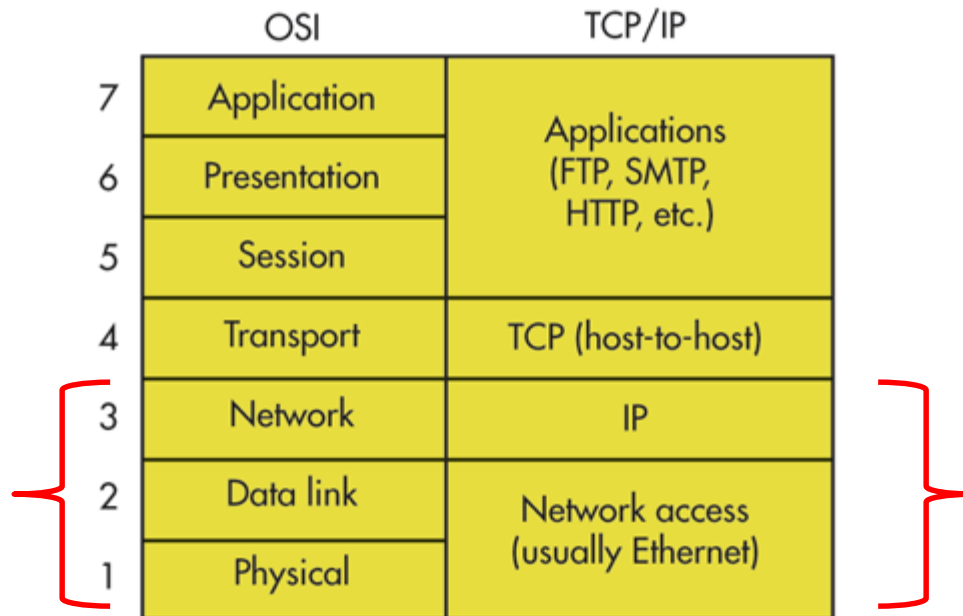 OSI TCP/IP
7 Application
Applications
(FTP, SMTP,
HTTP, etc.)
6 Presentation
5 Session
4 Transport TCP (host-to-host)
3 Network IP
2 Data link
Network access
(usually Ethernet)
1 Physical